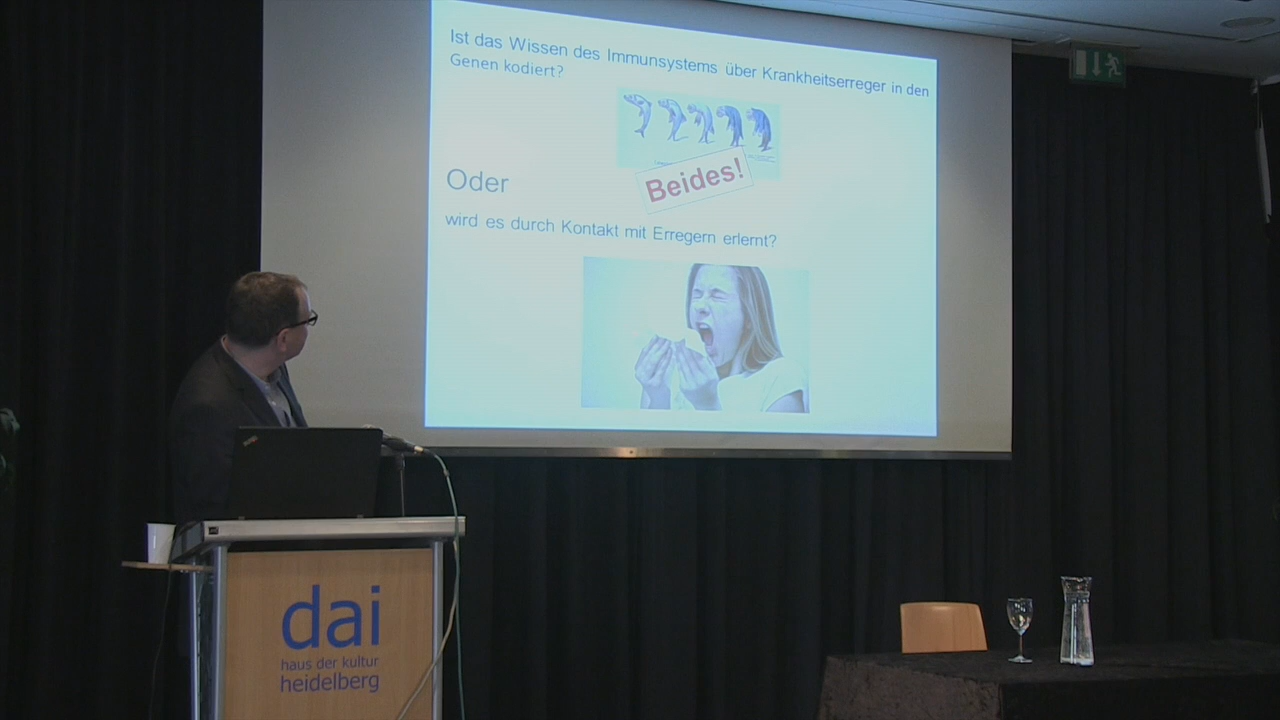 Ist das Wissen des Immunsystems über Krankheitserreger in den
Genen kodiert?
Beides!
Oder
wird es durch Kontakt mit Erregern erlernt?
dai
haus der kultur
heidelberg